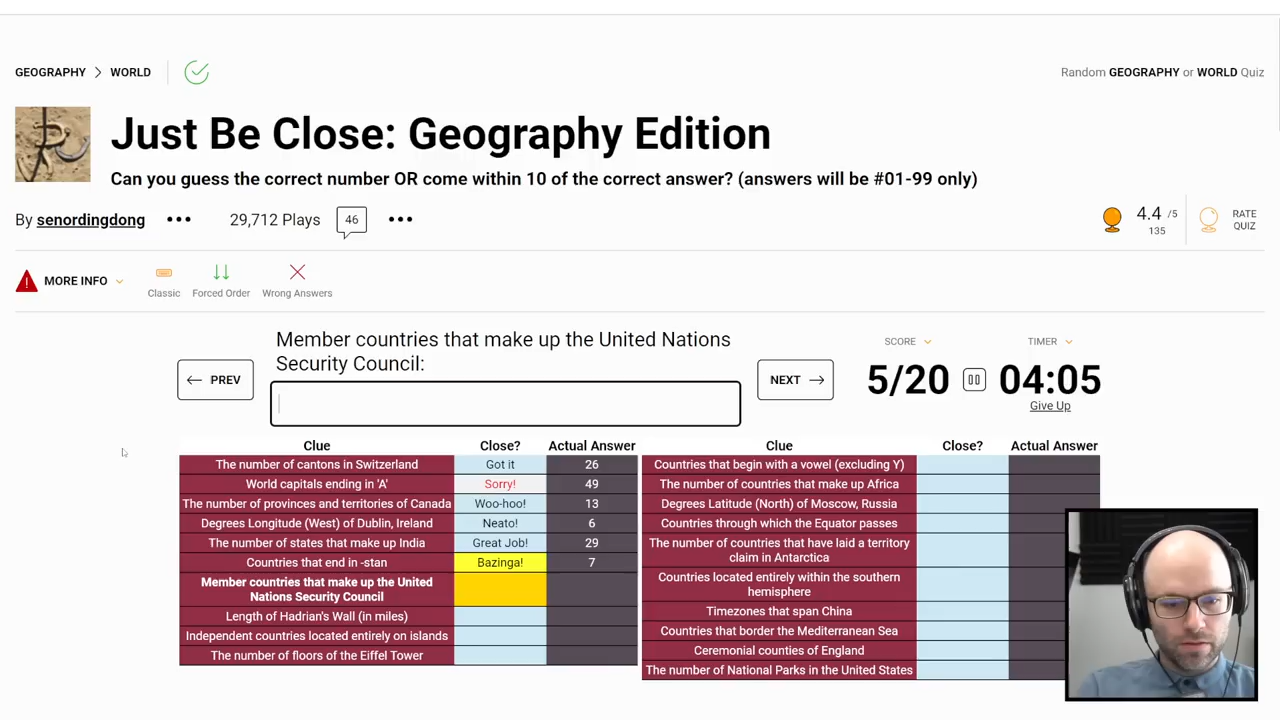 GEOGRAPHY > WORLD
Random GEOGRAPHY or WORLD Quiz
Just Be Close: Geography Edition
Can you guess the correct number OR come within 10 of the correct answer? (answers will be #01-99 only)
By senordingdong ••• 29,712 Plays 46 •••
4.4 /5
135
RATE
QUIZ
MORE INFO
Classic
Forced Order
Wrong Answers
Member countries that make up the United Nations
Security Council:
← PREV
NEXT →
SCORE
5/20
TIMER
04:05
Give Up
Clue Close? Actual Answer
The number of cantons in Switzerland Got it 26
World capitals ending in 'A' Sorry! 49
The number of provinces and territories of Canada Woo-hoo! 13
Degrees Longitude (West) of Dublin, Ireland Neato! 6
The number of states that make up India Great Job! 29
Countries that end in -stan Bazinga! 7
Member countries that make up the United
Nations Security Council
Length of Hadrian's Wall (in miles)
Independent countries located entirely on islands
The number of floors of the Eiffel Tower
Clue Close? Actual Answer
Countries that begin with a vowel (excluding Y)
The number of countries that make up Africa
Degrees Latitude (North) of Moscow, Russia
Countries through which the Equator passes
The number of countries that have laid a territory
claim in Antarctica
Countries located entirely within the southern
hemisphere
Timezones that span China
Countries that border the Mediterranean Sea
Ceremonial counties of England
The number of National Parks in the United States